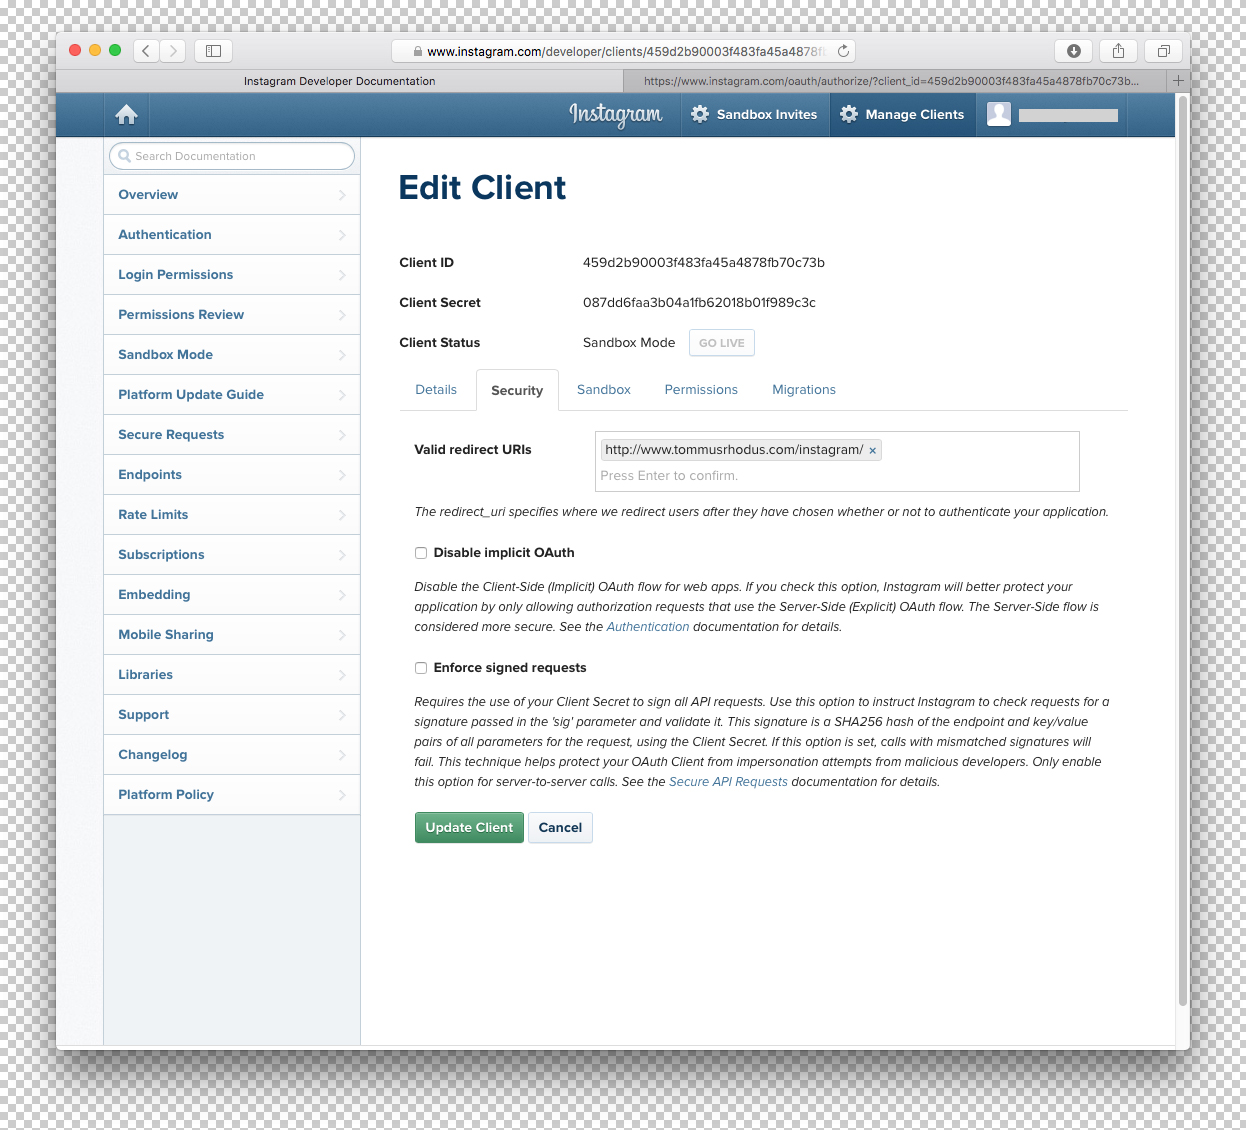 www.instagram.com/developer/clients/459d2b90003f483fa45a4878f
Instagram Developer Documentation
https://www.instagram.com/oauth/authorize/?client_id=459d2b90003f483fa45a4878fb70c73b...
Instagram
Sandbox Invites
Manage Clients
Search Documentation
Overview
Authentication
Login Permissions
Permissions Review
Sandbox Mode
Platform Update Guide
Secure Requests
Endpoints
Rate Limits
Subscriptions
Embedding
Mobile Sharing
Libraries
Support
Changelog
Platform Policy
Edit Client
Client ID 459d2b90003f483fa45a4878fb70c73b
Client Secret 087dd6faa3b04a1fb62018b01f989c3c
Client Status Sandbox Mode GO LIVE
Details Security Sandbox Permissions Migrations
Valid redirect URIs http://www.tommusrhodus.com/instagram/ ×
Press Enter to confirm.
The redirect_uri specifies where we redirect users after they have chosen whether or not to authenticate your application.
Disable implicit OAuth
Disable the Client-Side (Implicit) OAuth flow for web apps. If you check this option, Instagram will better protect your
application by only allowing authorization requests that use the Server-Side (Explicit) OAuth flow. The Server-Side flow is
considered more secure. See the Authentication documentation for details.
Enforce signed requests
Requires the use of your Client Secret to sign all API requests. Use this option to instruct Instagram to check requests for a
signature passed in the 'sig' parameter and validate it. This signature is a SHA256 hash of the endpoint and key/value
pairs of all parameters for the request, using the Client Secret. If this option is set, calls with mismatched signatures will
fail. This technique helps protect your OAuth Client from impersonation attempts from malicious developers. Only enable
this option for server-to-server calls. See the Secure API Requests documentation for details.
Update Client Cancel